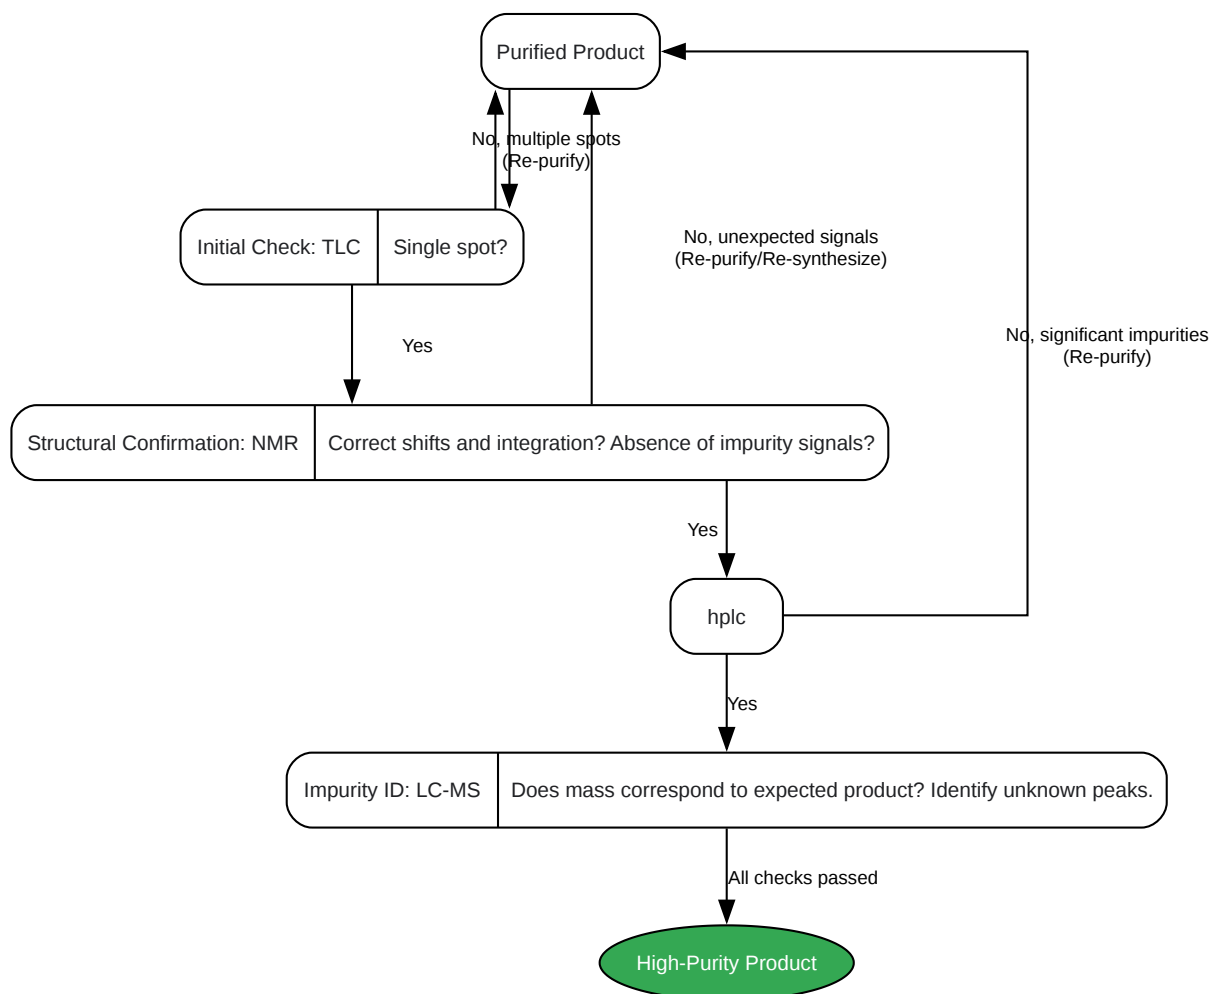 Purified Product
No, multiple spots
(Re-purify)
No, unexpected signals
(Re-purify/Re-synthesize)
Initial Check: TLC
Single spot?
No, significant impurities
(Re-purify)
Yes
Structural Confirmation: NMR
Correct shifts and integration? Absence of impurity signals?
Yes
hplc
Yes
Impurity ID: LC-MS
Does mass correspond to expected product? Identify unknown peaks.
All checks passed
High-Purity Product